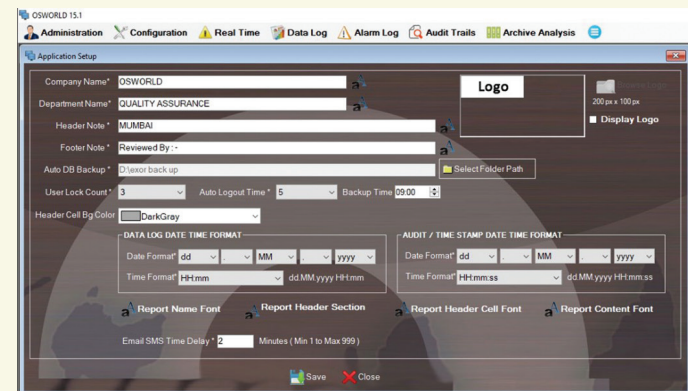 OSWORLD 15.1
Administration Configuration Real Time Data Log Alarm Log Audit Trails Archive Analysis
Application Setup
Company Name* OSWORLD
Department Name* QUALITY ASSURANCE
Header Note * MUMBAI
Footer Note * Reviewed By : -
Logo
200 px x 100 px
Display Logo
Auto DB Backup * D:\exor back up Select Folder Path
User Lock Count * 3 Auto Logout Time * 5 Backup Time 09:00
Header Cell Bg Color DarkGray
DATA LOG DATE TIME FORMAT
Date Format* dd . MM . yyyy
Time Format* HH:mm dd.MM.yyyy HH:mm
AUDIT / TIME STAMP DATE TIME FORMAT
Date Format* dd . MM . yyyy
Time Format* HH:mm:ss dd.MM.yyyy HH:mm:ss
Report Name Font Report Header Section Report Header Cell Font Report Content Font
Email SMS Time Delay * 2 Minutes ( Min 1 to Max 999 )
Save Close